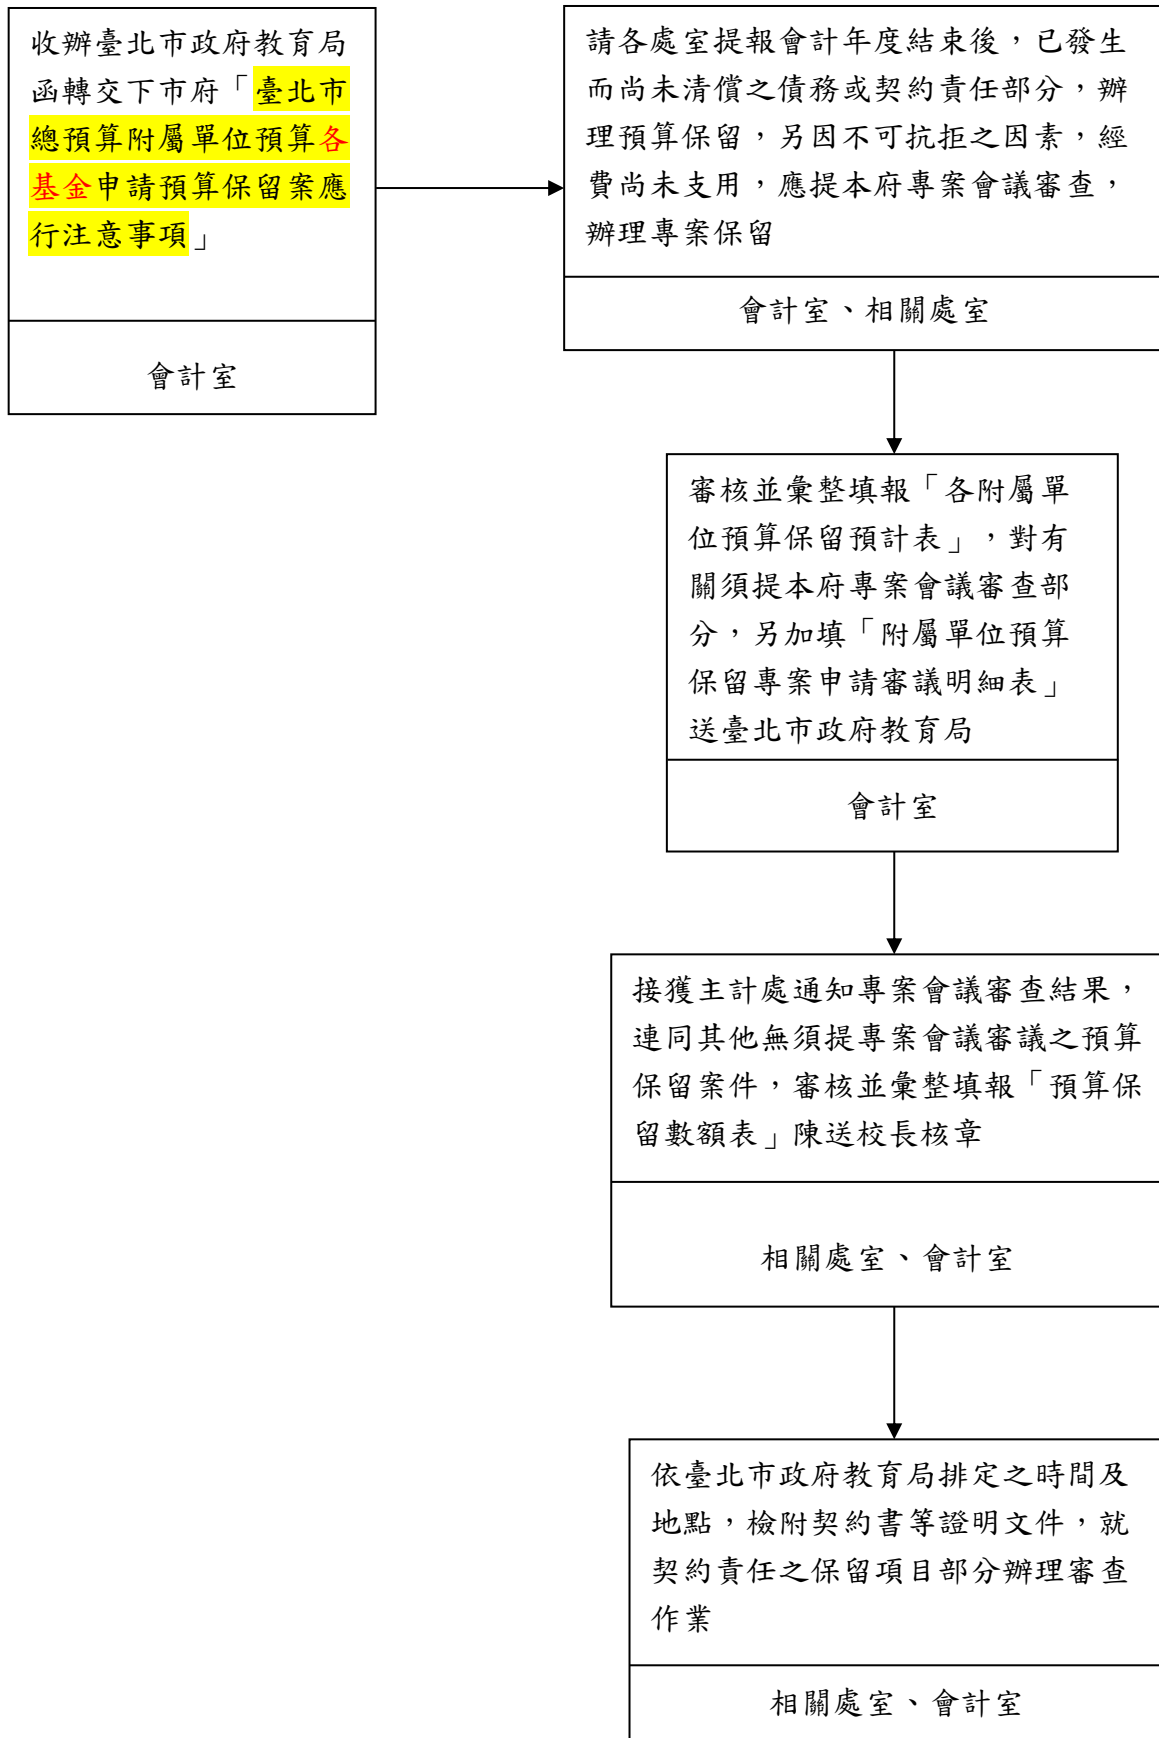 收辦臺北市政府教育局
函轉交下市府「臺北市
總預算附屬單位預算各
基金申請預算保留案應
行注意事項」
會計室
請各處室提報會計年度結束後，已發生
而尚未清償之債務或契約責任部分，辦
理預算保留，另因不可抗拒之因素，經
費尚未支用，應提本府專案會議審查，
辦理專案保留
會計室、相關處室
審核並彙整填報「各附屬單
位預算保留預計表」，對有
關須提本府專案會議審查部
分，另加填「附屬單位預算
保留專案申請審議明細表」
送臺北市政府教育局
會計室
接獲主計處通知專案會議審查結果，
連同其他無須提專案會議審議之預算
保留案件，審核並彙整填報「預算保
留數額表」陳送校長核章
相關處室、會計室
依臺北市政府教育局排定之時間及
地點，檢附契約書等證明文件，就
契約責任之保留項目部分辦理審查
作業
相關處室、會計室